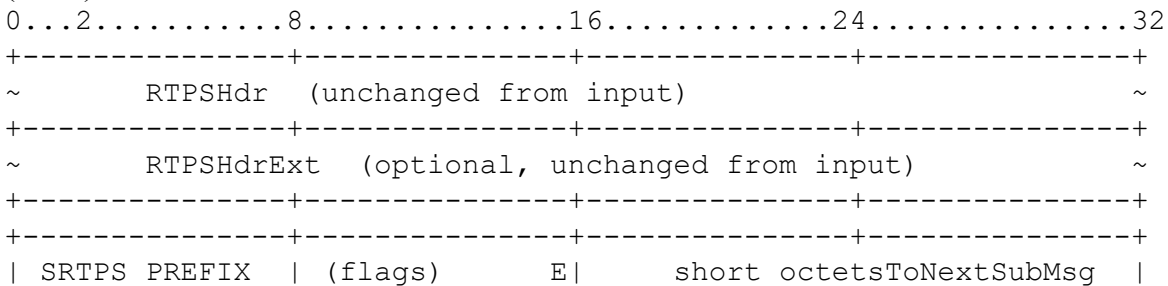 0...2...........8...............16.............24...............32
+---------------+---------------+---------------+---------------+
~       RTPSHdr  (unchanged from input)                         ~
+---------------+---------------+---------------+---------------+
~       RTPSHdrExt  (optional, unchanged from input)            ~
+---------------+---------------+---------------+---------------+
+---------------+---------------+---------------+---------------+
| SRTPS PREFIX  | (flags)      E|     short octetsToNextSubMsg  |